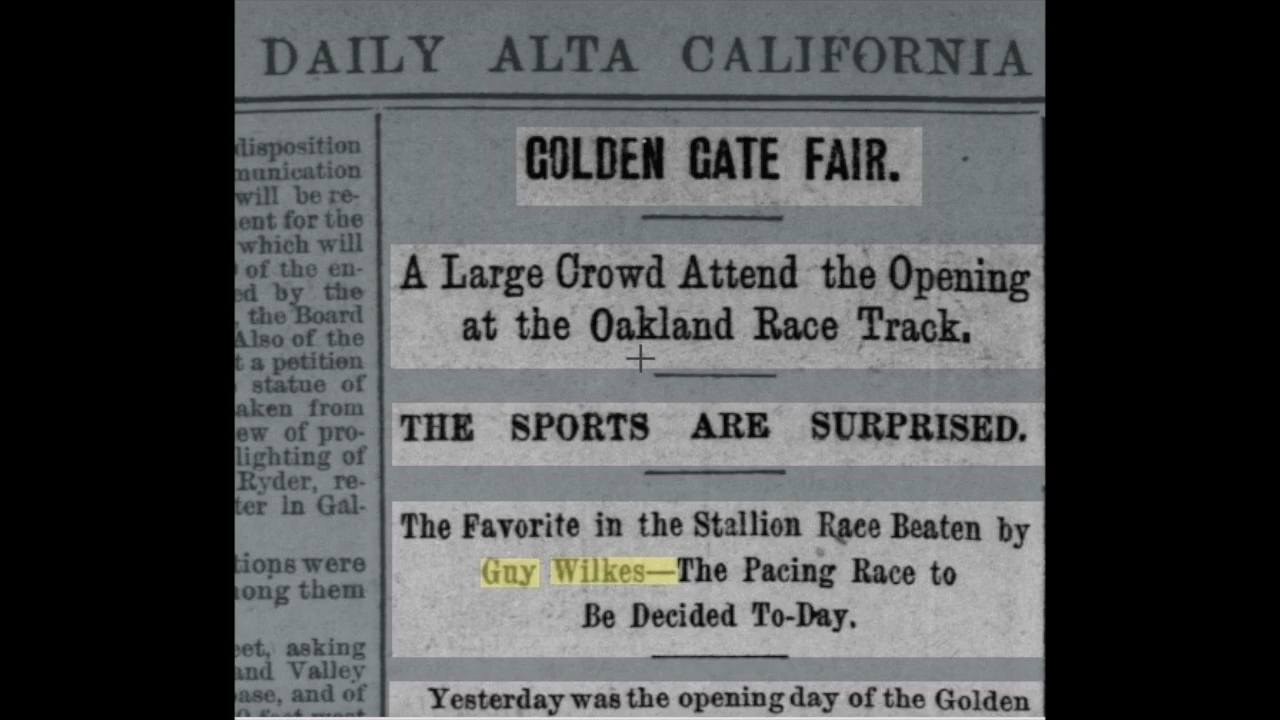 DAILY ALTA CALIFORNIA
disposition
munication
will be re-
ent for the
which will
of the en-
ed by the
, the Board
Also of the
t a petition
statue of
aken from
ew of pro-
lighting of
Ryder, re-
ter in Gal-
tions were
ong them
et, asking
and Valley
ase, and of
GOLDEN GATE FAIR.
A Large Crowd Attend the Opening
at the Oakland Race Track.
THE SPORTS ARE SURPRISED.
The Favorite in the Stallion Race Beaten by
Guy Wilkes—The Pacing Race to
Be Decided To-Day.
Yesterday was the opening day of the Golden